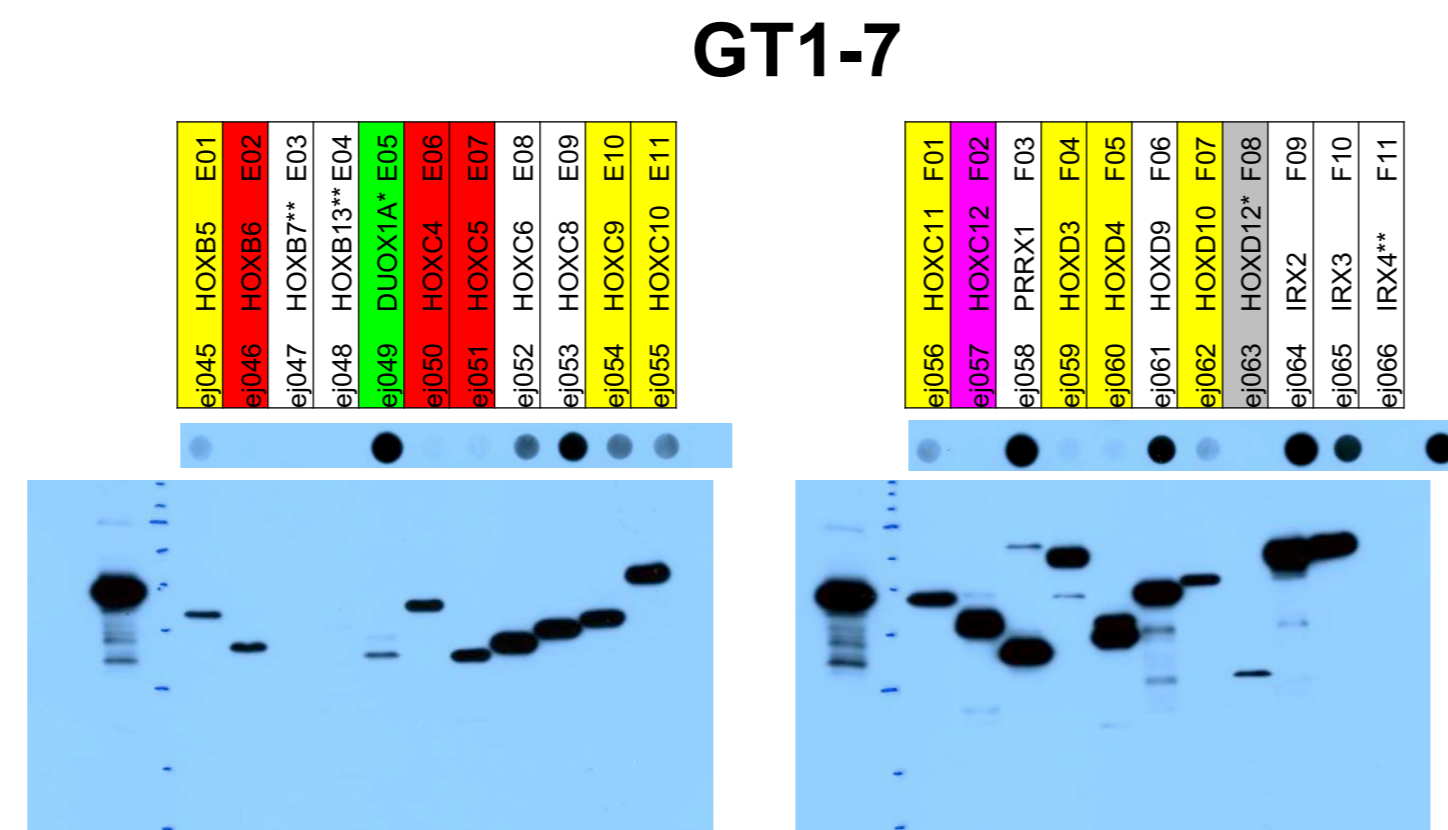 GT1-7
ej045 HOXB5 E01
ej046 HOXB6 E02
ej047 HOXB7** E03
ej048 HOXB13** E04
ej049 DUOX1A* E05
ej050 HOXC4 E06
ej051 HOXC5 E07
ej052 HOXC6 E08
ej053 HOXC8 E09
ej054 HOXC9 E10
ej055 HOXC10 E11
ej056 HOXC11 F01
ej057 HOXC12 F02
ej058 PRRX1 F03
ej059 HOXD3 F04
ej060 HOXD4 F05
ej061 HOXD9 F06
ej062 HOXD10 F07
ej063 HOXD12* F08
ej064 IRX2 F09
ej065 IRX3 F10
ej066 IRX4** F11